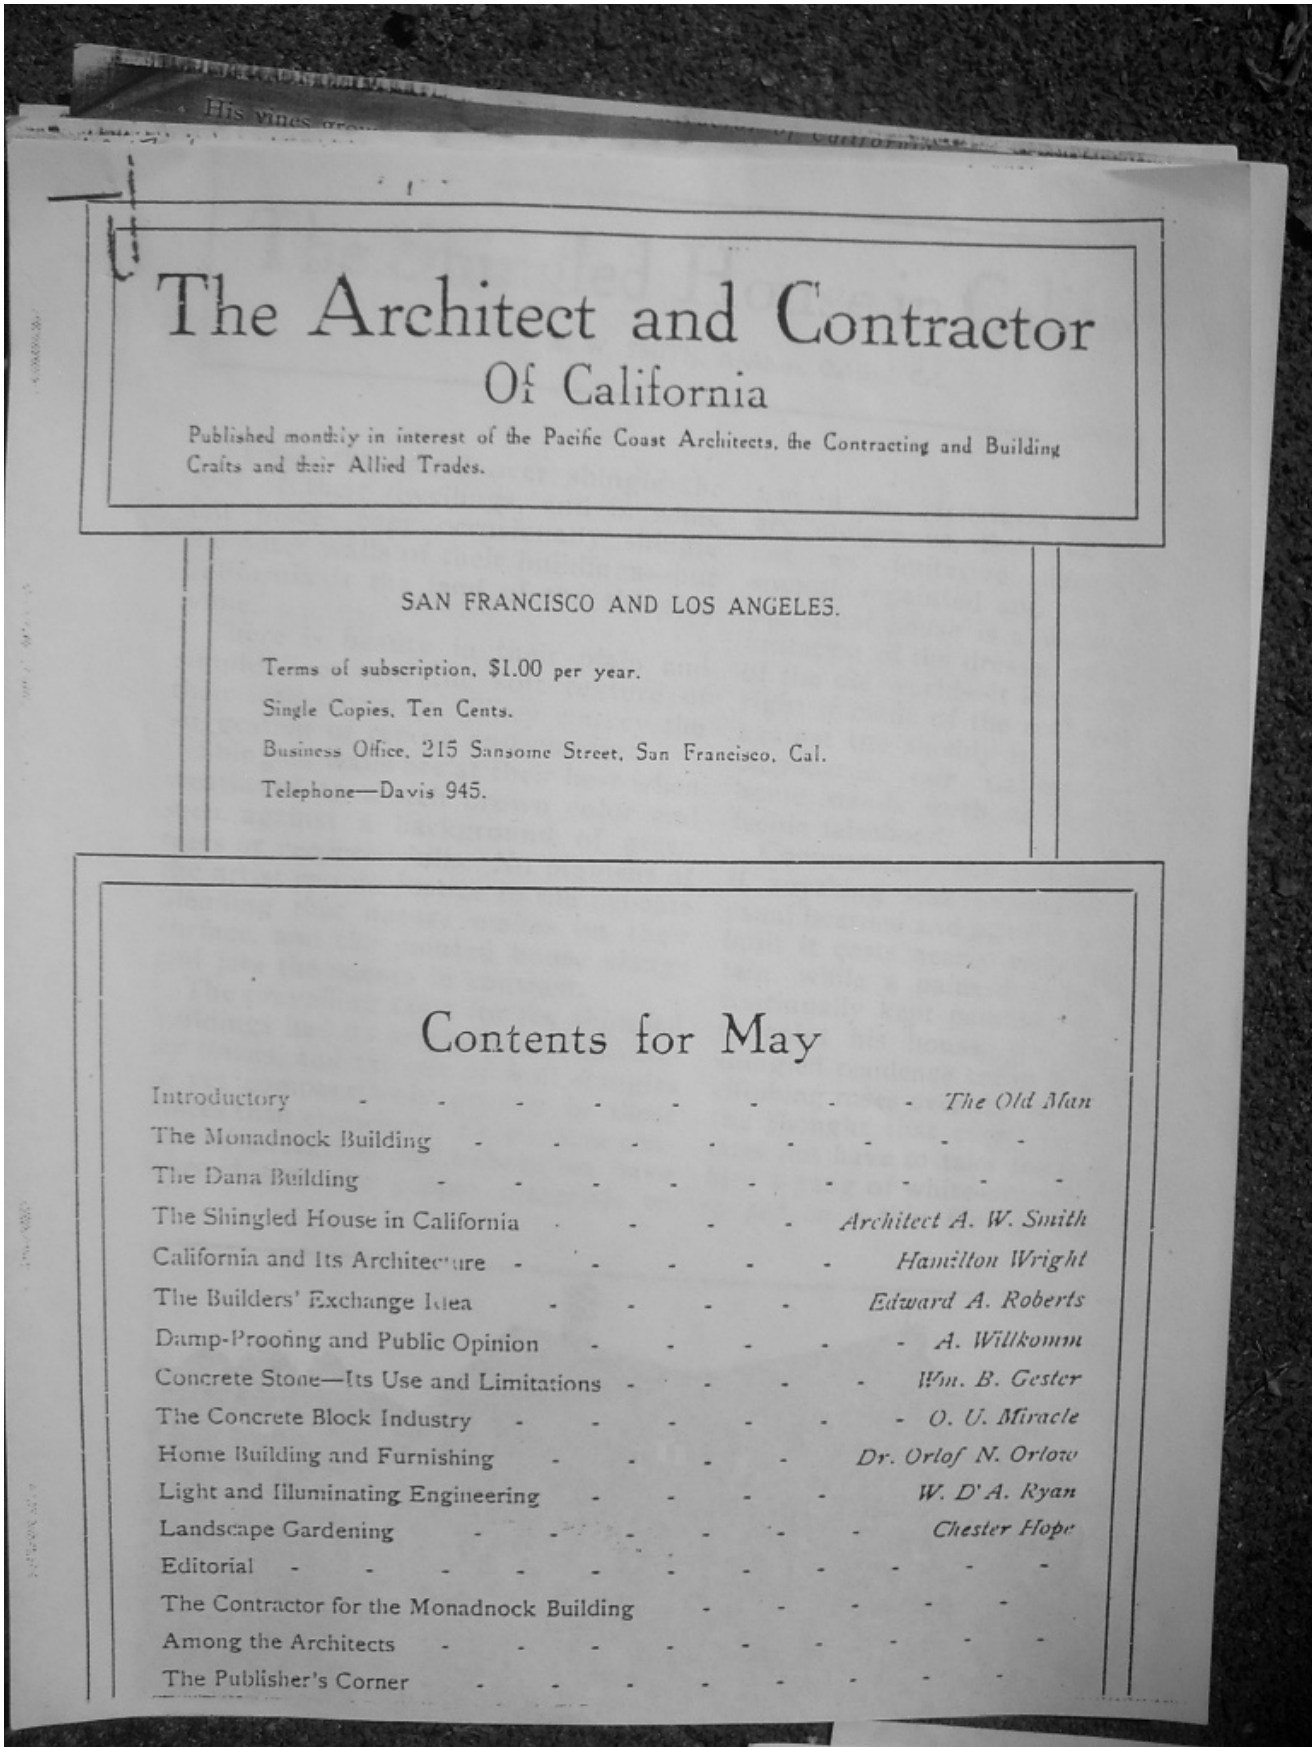 His vines
of California
The Architect and Contractor
Of California
Published monthly in interest of the Pacific Coast Architects, the Contracting and Building
Crafts and their Allied Trades.
SAN FRANCISCO AND LOS ANGELES.
Terms of subscription, $1.00 per year.
Single Copies, Ten Cents.
Business Office, 215 Sansome Street, San Francisco, Cal.
Telephone—Davis 945.
Contents for May
Introductory - - - - - - - - The Old Man
The Monadnock Building - - - - - - - -
The Dana Building - - - - - - - - -
The Shingled House in California - - - - Architect A. W. Smith
California and Its Architecture - - - - - Hamilton Wright
The Builders' Exchange Idea - - - - Edward A. Roberts
Damp-Proofing and Public Opinion - - - - - A. Willkomm
Concrete Stone—Its Use and Limitations - - - - Wm. B. Gester
The Concrete Block Industry - - - - - - O. U. Miracle
Home Building and Furnishing - - - - Dr. Orlof N. Orlow
Light and Illuminating Engineering - - - - W. D'A. Ryan
Landscape Gardening - - - - - - Chester Hope
Editorial - - - - - - - - - - -
The Contractor for the Monadnock Building - - - - -
Among the Architects - - - - - - - - -
The Publisher's Corner - - - - - - - -